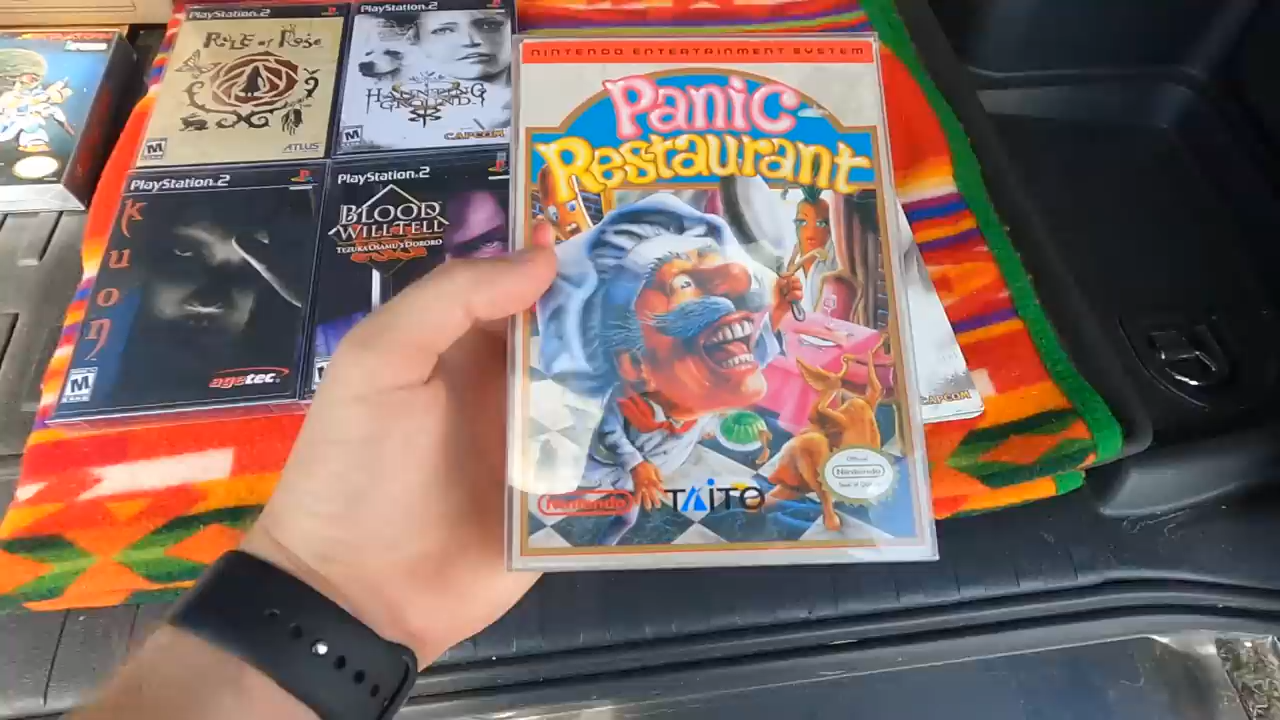 PlayStation 2
RULE of ROSE
M
ATLUS
PlayStation 2
HAUNTING
GROUND
M
CAPCOM
PlayStation 2
Kuon
M
agetec
PlayStation 2
BLOOD
WILL TELL
TEZUKA OSAMU'S DORORO
NINTENDO ENTERTAINMENT SYSTEM
PANIC
RESTAURANT
Official
Nintendo
Seal of Quality
Nintendo
TAITO
CAPCOM